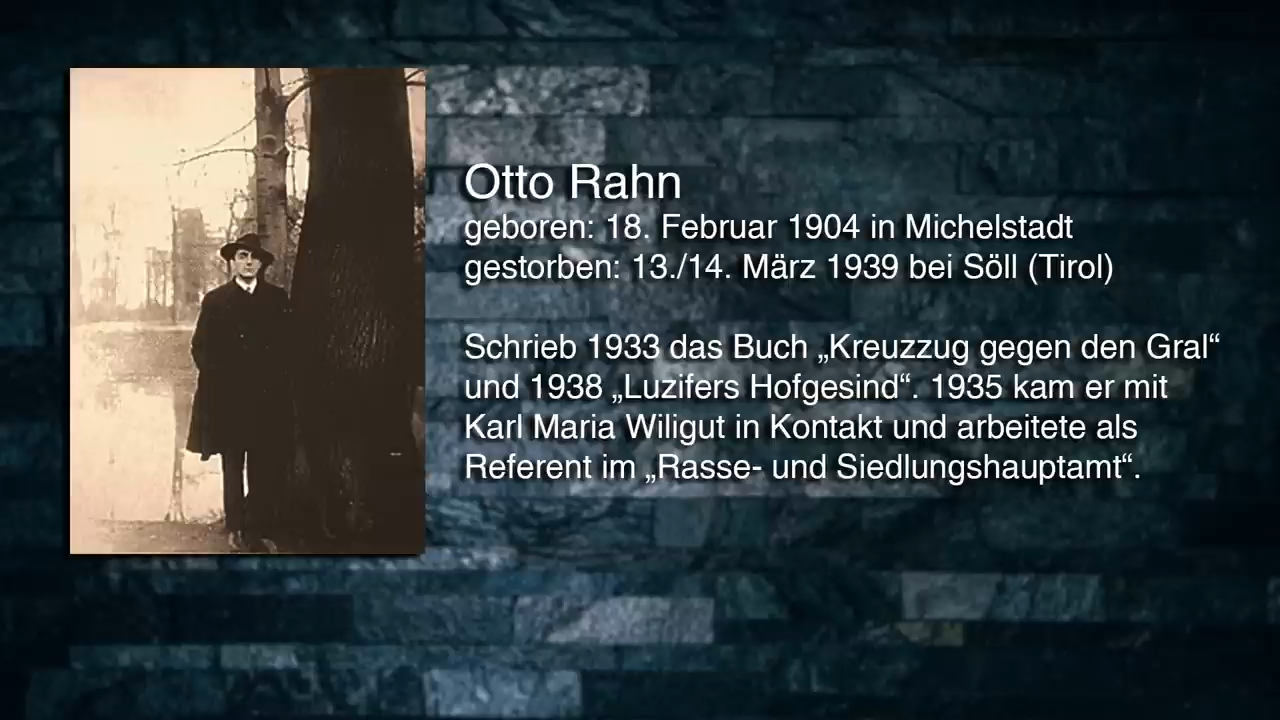 Otto Rahn
geboren: 18. Februar 1904 in Michelstadt
gestorben: 13./14. März 1939 bei Söll (Tirol)
Schrieb 1933 das Buch „Kreuzzug gegen den Gral“
und 1938 „Luzifers Hofgesind“. 1935 kam er mit
Karl Maria Wiligut in Kontakt und arbeitete als
Referent im „Rasse- und Siedlungshauptamt“.